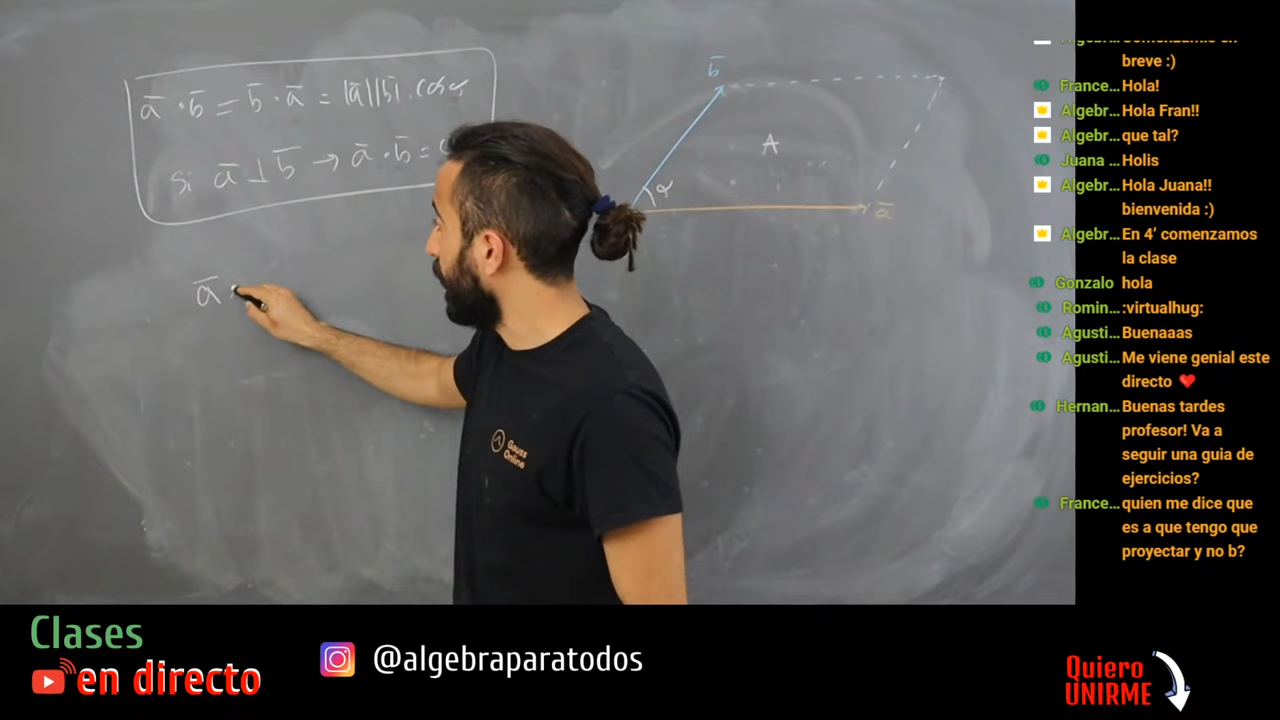 a̅ · b̅ = b̅ · a̅ = |a̅||b̅| · cos α
Si a̅ ⊥ b̅ → a̅ · b̅ =
a̅ ·
b̅
A
α
a̅
Gauss
Online
breve :)
France... Hola!
Algebr... Hola Fran!!
Algebr... que tal?
Juana ... Holis
Algebr... Hola Juana!!
bienvenida :)
Algebr... En 4' comenzamos
la clase
Gonzalo hola
Romin... :virtualhug:
Agusti... Buenaaas
Agusti... Me viene genial este
directo ❤️
Hernan... Buenas tardes
profesor! Va a
seguir una guia de
ejercicios?
France... quien me dice que
es a que tengo que
proyectar y no b?
Clases
en directo
@algebraparatodos
Quiero
UNIRME